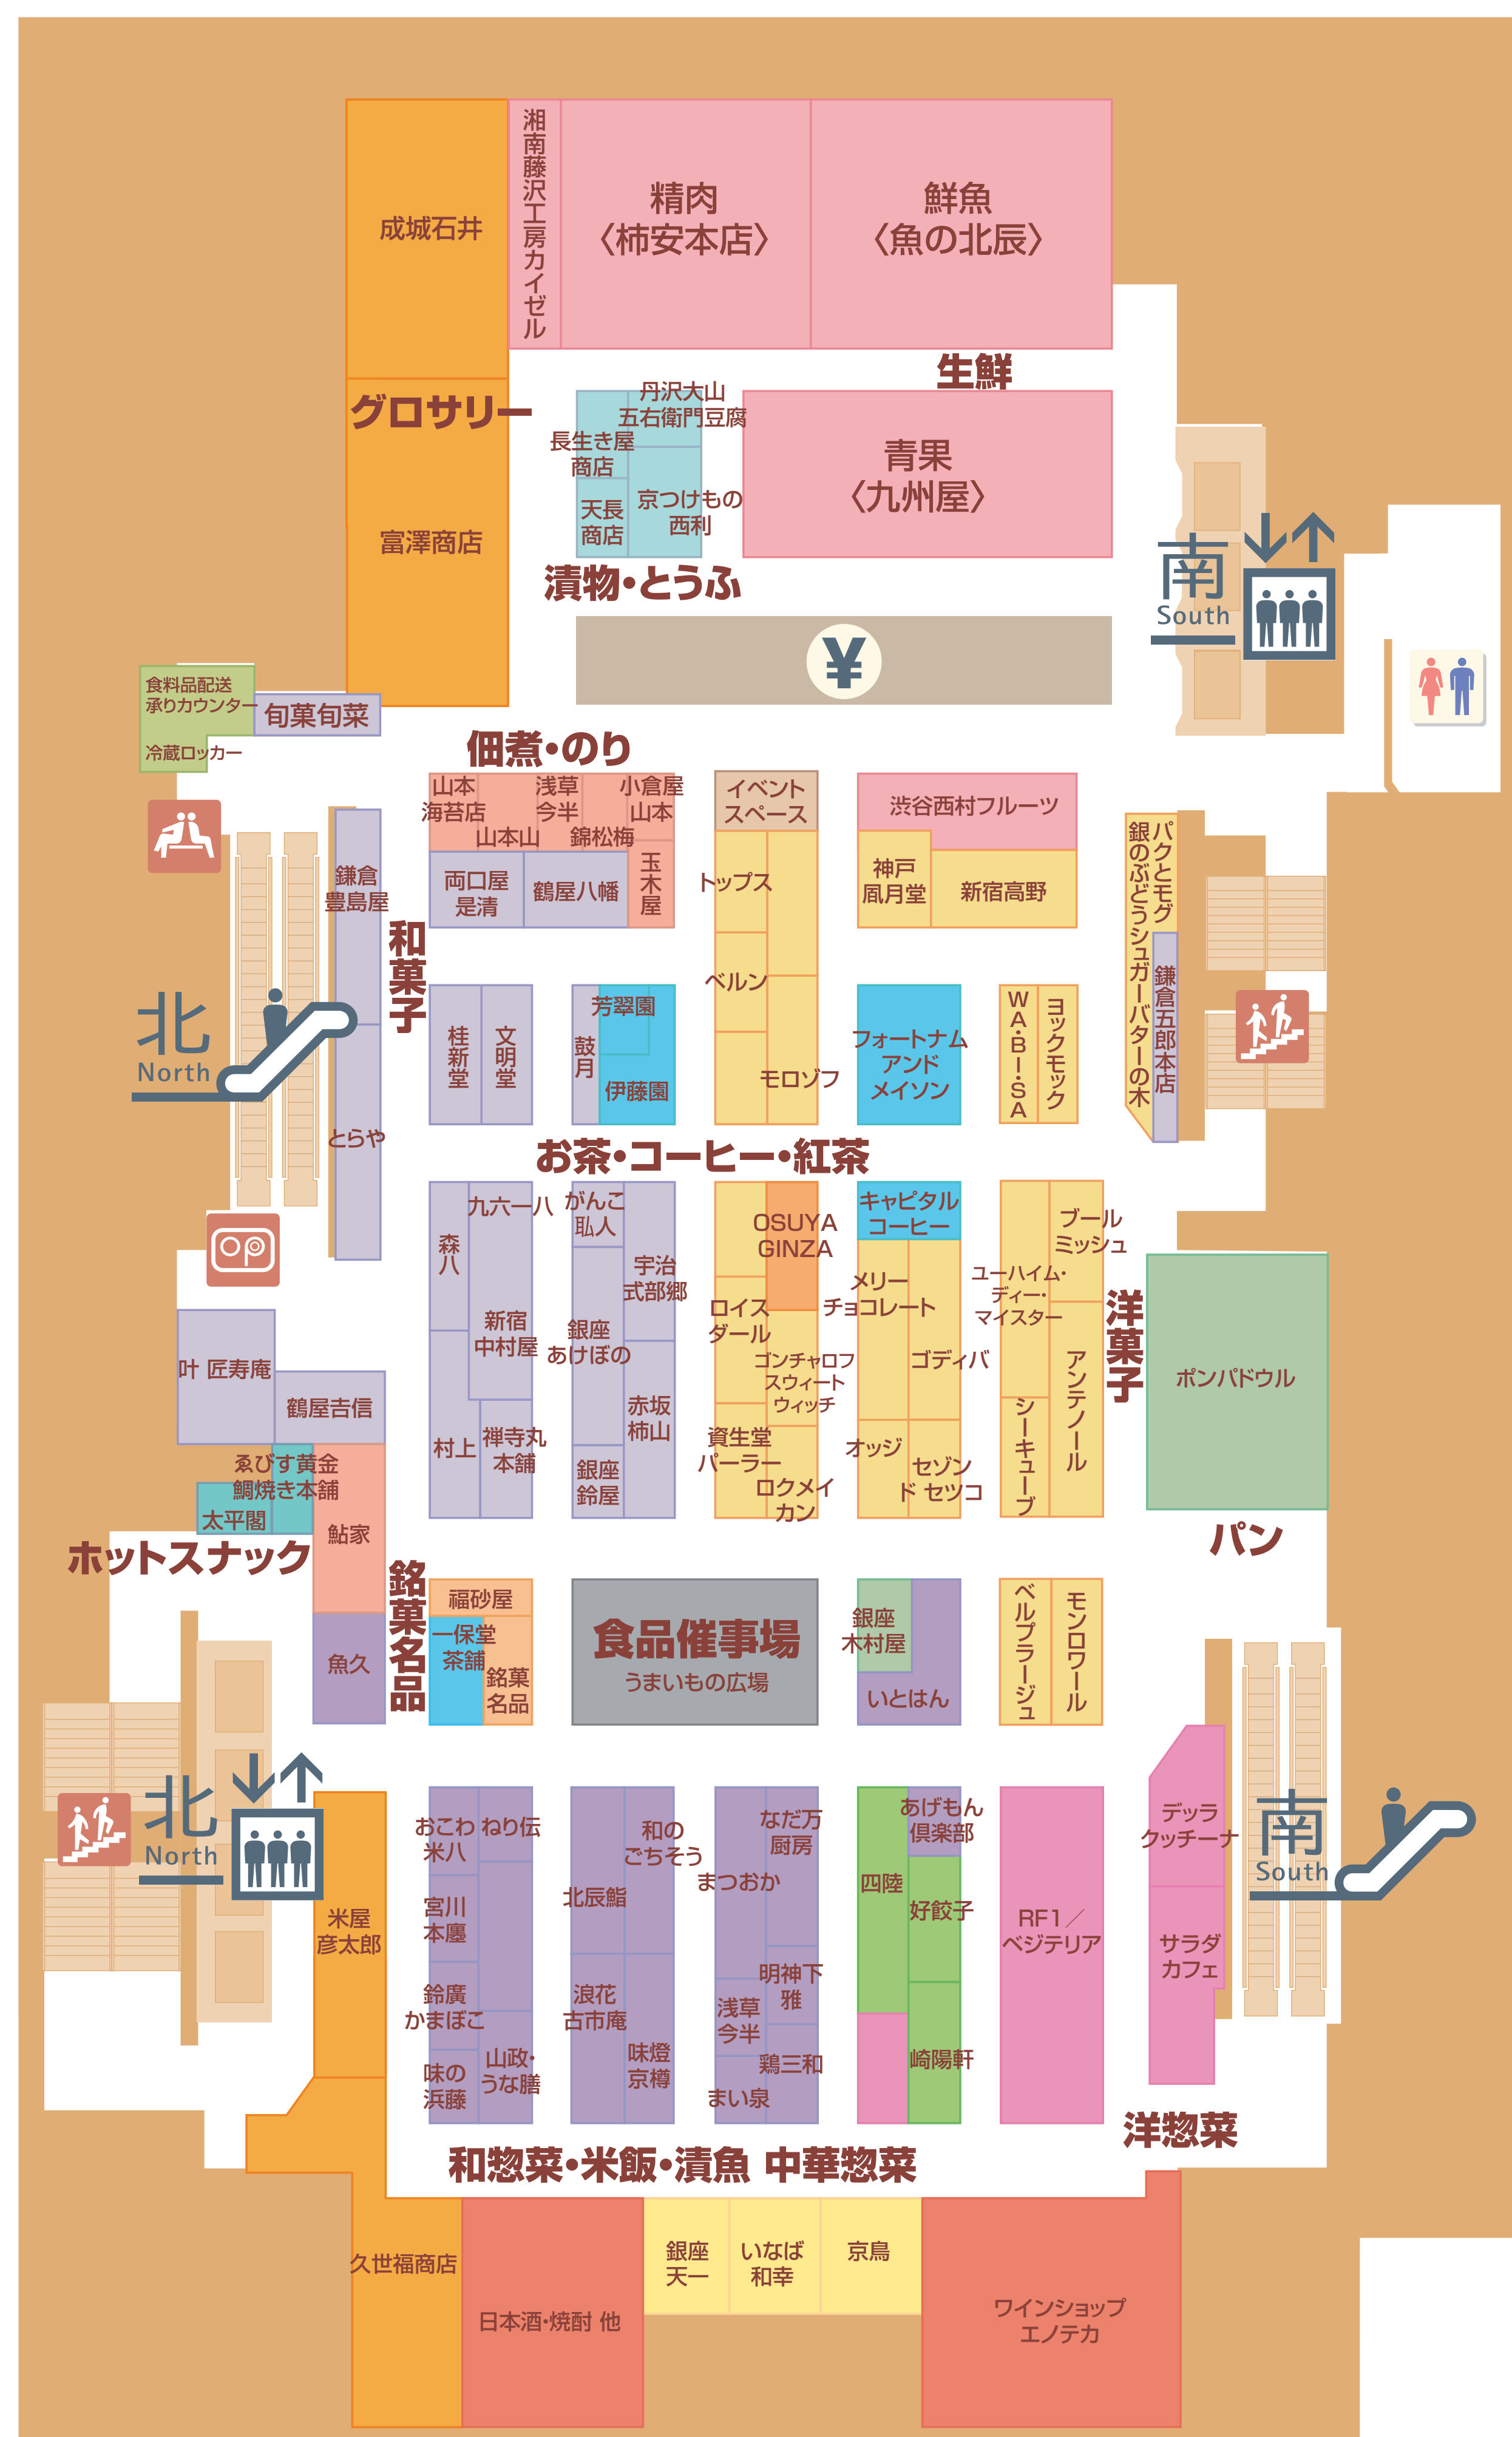 成城石井
湘南藤沢工房カイゼル
精肉
〈柿安本店〉
鮮魚
〈魚の北辰〉
生鮮
グロサリー
丹沢大山
五右衛門豆腐
長生き屋
商店
天長
商店
京つけもの
西利
青果
〈九州屋〉
富澤商店
漬物・とうふ
南
South
¥
食料品配送
承りカウンター
冷蔵ロッカー
旬菓旬菜
佃煮・のり
山本
海苔店
山本山
浅草
今半
錦松梅
小倉屋
山本
玉木屋
両口屋
是清
鶴屋八幡
イベント
スペース
トップス
ベルン
モロゾフ
渋谷西村フルーツ
神戸
凮月堂
新宿高野
パクとモグ
銀のぶどう
シュガーバターの木
鎌倉五郎本店
鎌倉
豊島屋
和菓子
北
North
とらや
桂新堂
文明堂
鼓月
芳翠園
伊藤園
フォートナム
アンド
メイソン
WA・BI・SA
ヨックモック
お茶・コーヒー・紅茶
森八
九六一八
新宿
中村屋
村上
禅寺丸
本舗
がんこ
㐂人
宇治
式部郷
銀座
あけぼの
赤坂
柿山
銀座
鈴屋
OSUYA
GINZA
ロイス
ダール
ゴンチャロフ
スウィート
ウィッチ
資生堂
パーラー
ロクメイ
カン
キャピタル
コーヒー
メリー
チョコレート
ゴディバ
オッジ
セゾン
ド セツコ
ブール
ミッシュ
ユーハイム・
ディー・
マイスター
アンテノール
シーキューブ
洋菓子
ポンパドウル
パン
叶 匠寿庵
鶴屋吉信
ゑびす黄金
鯛焼き本舗
太平閣
鮎家
ホットスナック
銘菓名品
魚久
福砂屋
一保堂
茶舗
銘菓
名品
食品催事場
うまいもの広場
銀座
木村屋
いとはん
ベルプラージュ
モンロワール
北
North
米屋
彦太郎
おこわ
米八
ねり伝
宮川
本廛
鈴廣
かまぼこ
味の
浜藤
山政・
うな膳
和の
ごちそう
北辰鮨
浪花
古市庵
味燈
京樽
なだ万
厨房
まつおか
明神下
雅
浅草
今半
鶏三和
まい泉
あげもん
倶楽部
四陸
好餃子
崎陽軒
RF1／
ベジテリア
デッラ
クッチーナ
サラダ
カフェ
南
South
洋惣菜
和惣菜・米飯・漬魚 中華惣菜
久世福商店
日本酒・焼酎 他
銀座
天一
いなば
和幸
京鳥
ワインショップ
エノテカ